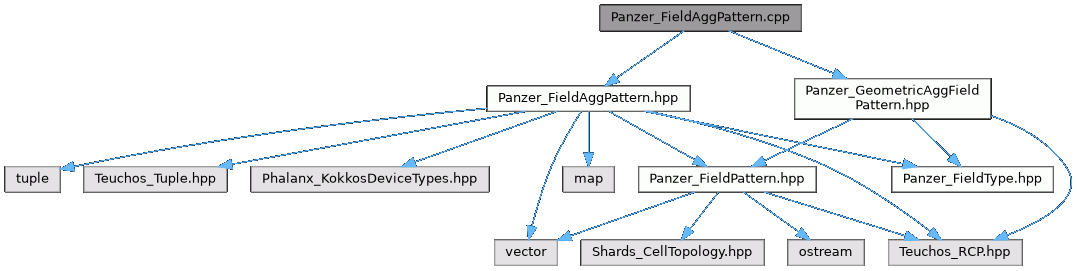 Panzer_FieldAggPattern.cpp
Panzer_FieldAggPattern.hpp
Panzer_GeometricAggField
Pattern.hpp
tuple
Teuchos_Tuple.hpp
Phalanx_KokkosDeviceTypes.hpp
map
Panzer_FieldPattern.hpp
Panzer_FieldType.hpp
vector
Shards_CellTopology.hpp
ostream
Teuchos_RCP.hpp